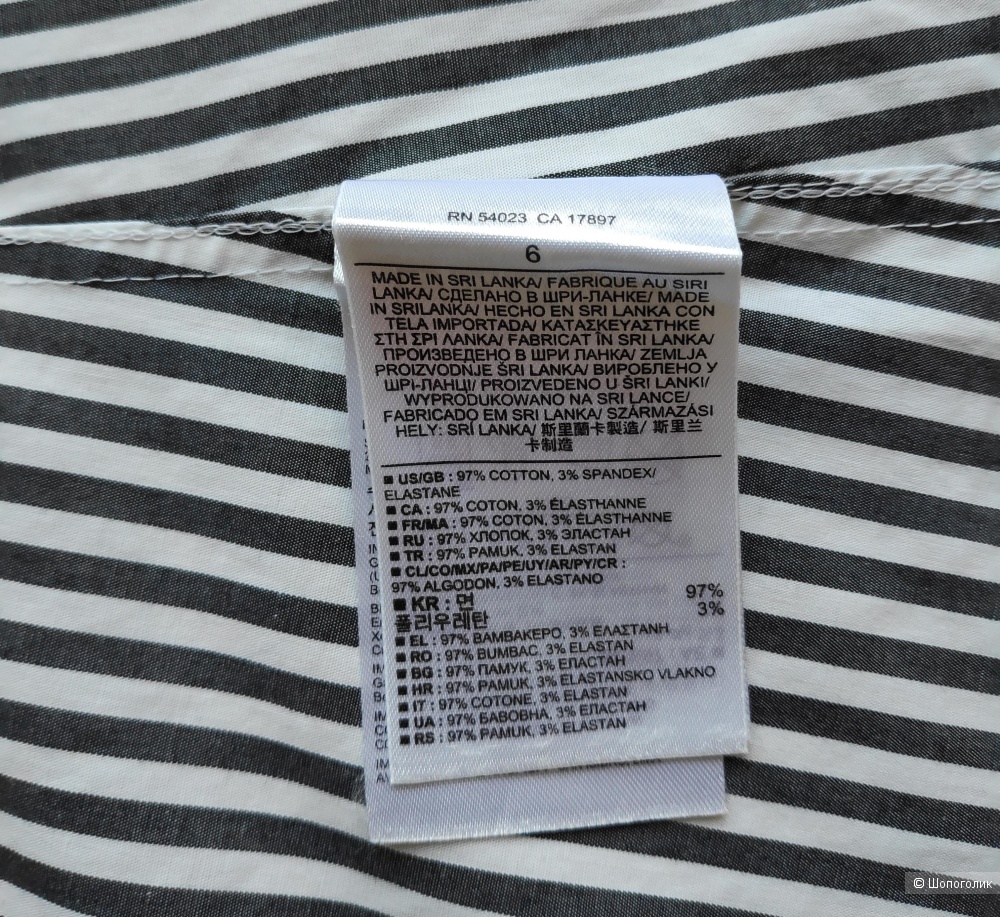 RN 54023 CA 17897
6
MADE IN SRI LANKA/ FABRIQUE AU SIRI
LANKA/ СДЕЛАНО В ШРИ-ЛАНКЕ/ MADE
IN SRILANKA/ HECHO EN SRI LANKA CON
TELA IMPORTADA/ ΚΑΤΑΣΚΕΥΑΣΤΗΚΕ
ΣΤΗ ΣΡΙ ΛΑΝΚΑ/ FABRICAT ÎN SRI LANKA/
ПРОИЗВЕДЕНО В ШРИ ЛАНКА/ ZEMLJA
PROIZVODNJE ŠRI LANKA/ ВИРОБЛЕНО У
ШРІ-ЛАНЦІ/ PROIZVEDENO U ŠRI LANKI/
WYPRODUKOWANO NA SRI LANCE/
FABRICADO EM SRI LANKA/ SZÁRMAZÁSI
HELY: SRÍ LANKA/ 斯里蘭卡製造/ 斯里兰
卡制造
■ US/GB : 97% COTTON, 3% SPANDEX/
ELASTANE
■ CA : 97% COTON, 3% ÉLASTHANNE
■ FR/MA : 97% COTON, 3% ÉLASTHANNE
■ RU : 97% ХЛОПОК, 3% ЭЛАСТАН
■ TR : 97% PAMUK, 3% ELASTAN
■ CL/CO/MX/PA/PE/UY/AR/PY/CR :
97% ALGODON, 3% ELASTANO
■ KR : 면 97%
폴리우레탄 3%
■ EL : 97% ΒΑΜΒΑΚΕΡΟ, 3% ΕΛΑΣΤΑΝΗ
■ RO : 97% BUMBAC, 3% ELASTAN
■ BG : 97% ПАМУК, 3% ЕЛАСТАН
■ HR : 97% PAMUK, 3% ELASTANSKO VLAKNO
■ IT : 97% COTONE, 3% ELASTAN
■ UA : 97% БАВОВНА, 3% ЕЛАСТАН
■ RS : 97% PAMUK, 3% ELASTAN
© Шопоголик